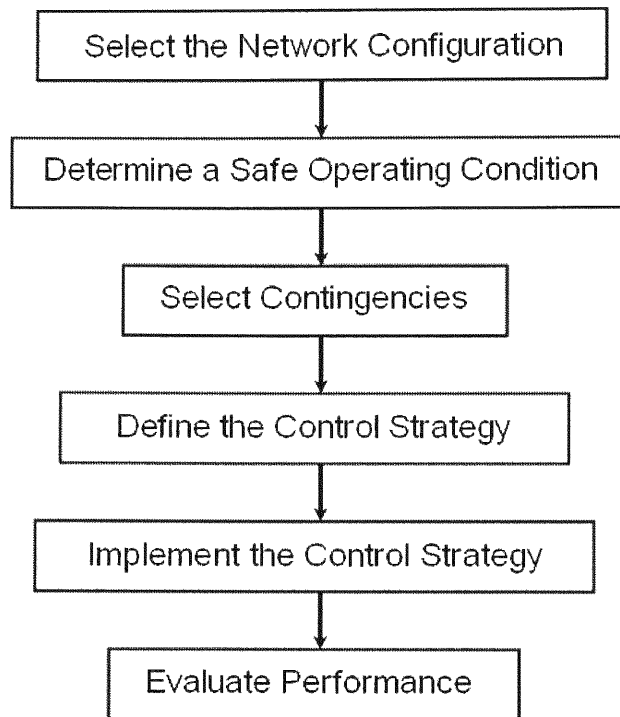 Select the Network Configuration
Determine a Safe Operating Condition
Select Contingencies
Define the Control Strategy
Implement the Control Strategy
Evaluate Performance